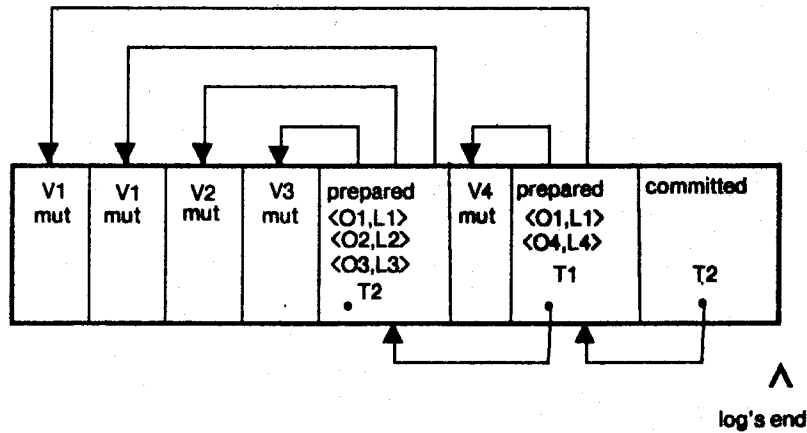 V1
mut
V1
mut
V2
mut
V3
mut
prepared
<O1,L1>
<O2,L2>
<O3,L3>
T2
V4
mut
prepared
<O1,L1>
<O4,L4>
T1
committed
T2
log's end